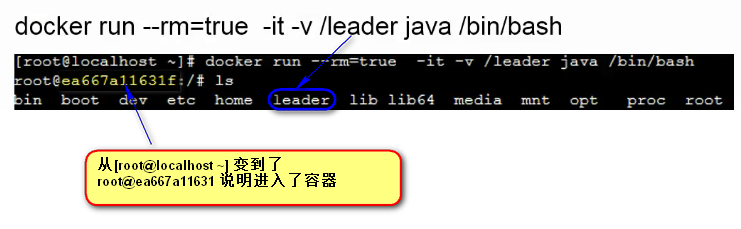 docker run --rm=true -it -v /leader java /bin/bash
[root@localhost ~]# docker run --rm=true -it -v /leader java /bin/bash
root@ea667a11631f:/# ls
bin boot dev etc home leader lib lib64 media mnt opt proc root
从[root@localhost ~] 变到了
root@ea667a11631 说明进入了容器